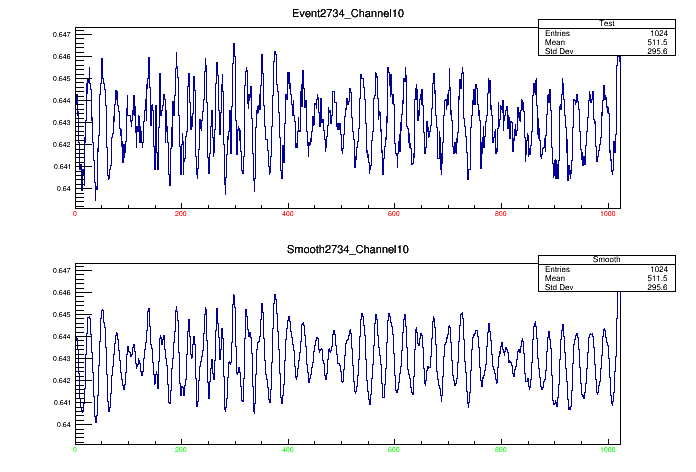 Event2734_Channel10
Test
Entries 1024
Mean 511.5
Std Dev 295.6
0.647
0.646
0.645
0.644
0.643
0.642
0.641
0.64
0 200 400 600 800 1000
Smooth2734_Channel10
Smooth
Entries 1024
Mean 511.5
Std Dev 295.6
0.647
0.646
0.645
0.644
0.643
0.642
0.641
0.64
0 200 400 600 800 1000